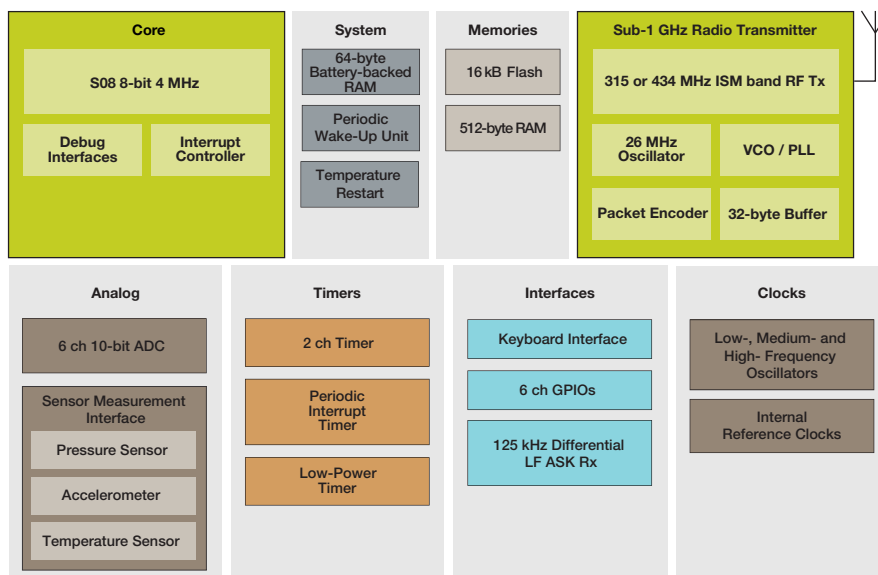 Core
S08 8-bit 4 MHz
Debug
Interfaces
Interrupt
Controller
System
64-byte
Battery-backed
RAM
Periodic
Wake-Up Unit
Temperature
Restart
Memories
16 kB Flash
512-byte RAM
Sub-1 GHz Radio Transmitter
315 or 434 MHz ISM band RF Tx
26 MHz
Oscillator
VCO / PLL
Packet Encoder
32-byte Buffer
Analog
6 ch 10-bit ADC
Sensor Measurement
Interface
Pressure Sensor
Accelerometer
Temperature Sensor
Timers
2 ch Timer
Periodic
Interrupt
Timer
Low-Power
Timer
Interfaces
Keyboard Interface
6 ch GPIOs
125 kHz Differential
LF ASK Rx
Clocks
Low-, Medium- and
High- Frequency
Oscillators
Internal
Reference Clocks